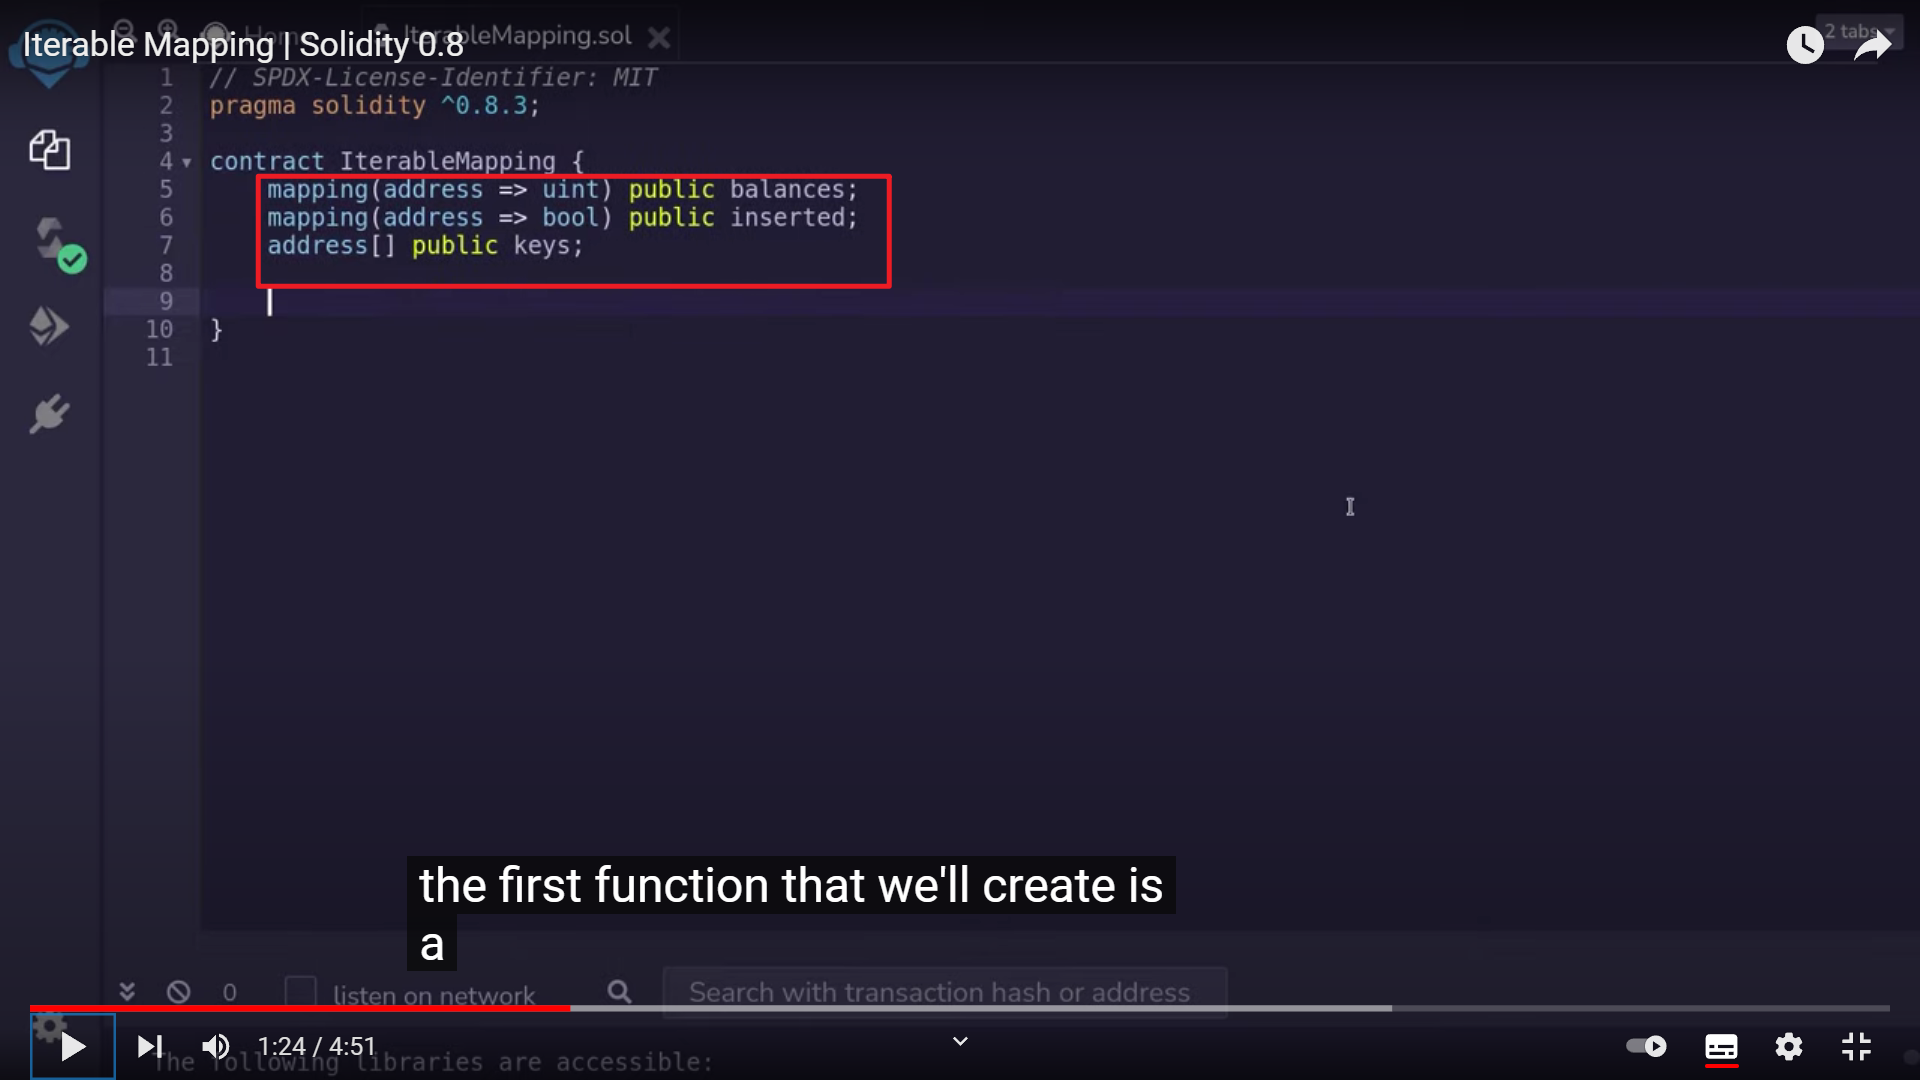 Iterable Mapping | Solidity 0.8
IterableMapping.sol
2 tabs
1 // SPDX-License-Identifier: MIT
2 pragma solidity ^0.8.3;
3
4 contract IterableMapping {
5 mapping(address => uint) public balances;
6 mapping(address => bool) public inserted;
7 address[] public keys;
8
9
10 }
11
the first function that we'll create is
a
0 listen on network Search with transaction hash or address
1:24 / 4:51
The following libraries are accessible: